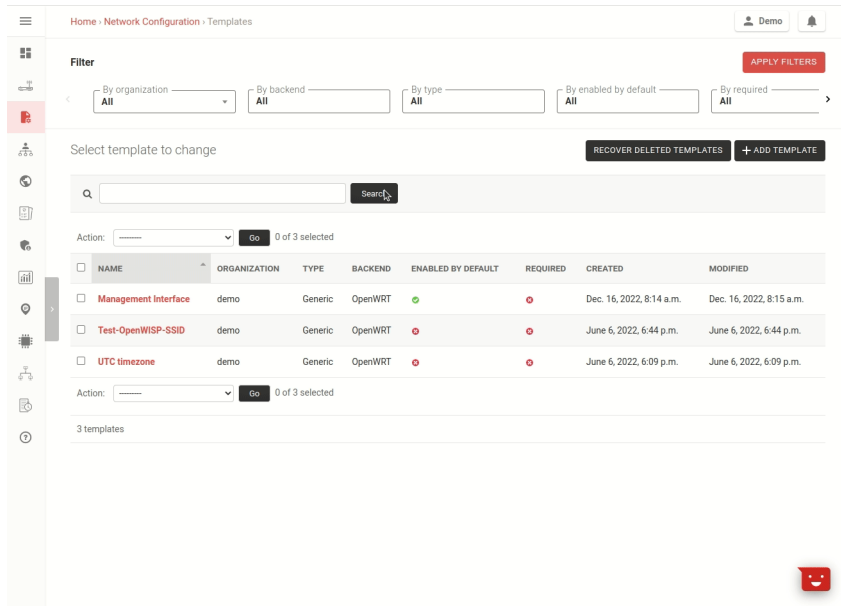 Home › Network Configuration › Templates
Demo
Filter
APPLY FILTERS
By organization
All
By backend
All
By type
All
By enabled by default
All
By required
All
Select template to change
RECOVER DELETED TEMPLATES
+ ADD TEMPLATE
Search
Action: --------- Go 0 of 3 selected
NAME ORGANIZATION TYPE BACKEND ENABLED BY DEFAULT REQUIRED CREATED MODIFIED
Management Interface demo Generic OpenWRT Dec. 16, 2022, 8:14 a.m. Dec. 16, 2022, 8:15 a.m.
Test-OpenWISP-SSID demo Generic OpenWRT June 6, 2022, 6:44 p.m. June 6, 2022, 6:44 p.m.
UTC timezone demo Generic OpenWRT June 6, 2022, 6:09 p.m. June 6, 2022, 6:09 p.m.
Action: --------- Go 0 of 3 selected
3 templates